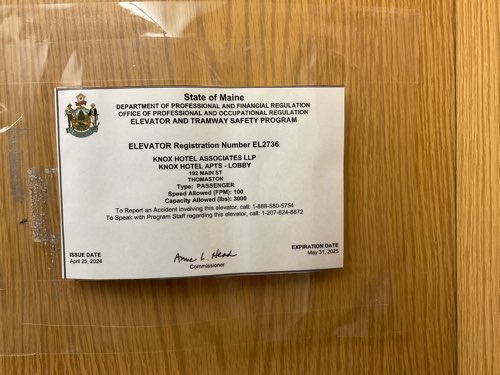 State of Maine
DEPARTMENT OF PROFESSIONAL AND FINANCIAL REGULATION
OFFICE OF PROFESSIONAL AND OCCUPATIONAL REGULATION
ELEVATOR AND TRAMWAY SAFETY PROGRAM
ELEVATOR Registration Number EL2736
KNOX HOTEL ASSOCIATES LLP
KNOX HOTEL APTS - LOBBY
192 MAIN ST
THOMASTON
Type: PASSENGER
Speed Allowed (FPM): 100
Capacity Allowed (lbs): 3000
To Report an Accident involving this elevator, call: 1-888-580-5754
To Speak with Program Staff regarding this elevator, call: 1-207-624-8672
ISSUE DATE
April 25, 2024
Anne L. Head
Commissioner
EXPIRATION DATE
May 31, 2025